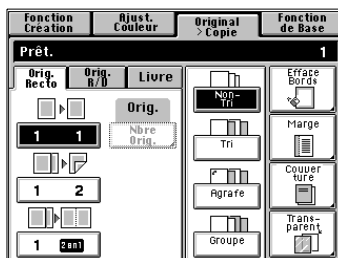 Fonction
Création
Ajust.
Couleur
Original
>Copie
Fonction
de Base
Prêt.
1
Orig.
Recto
Orig.
R/D
Livre
Orig.
1 1
Nbre
Orig.
1 2
1 2en1
Non-
Tri
Tri
Agrafe
Groupe
Efface
Bords
Marge
Couver
ture
Trans-
parent